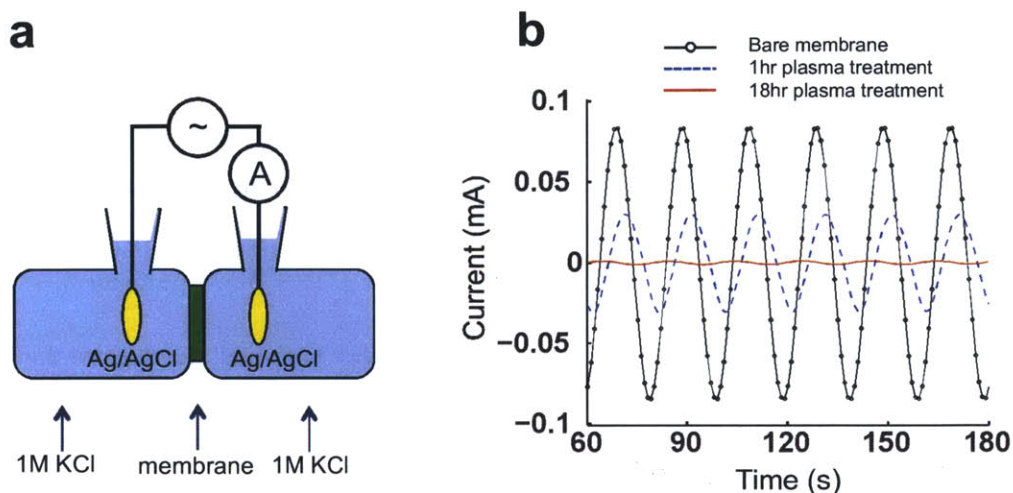 a
~
A
Ag/AgCl
Ag/AgCl
1M KCl
membrane
1M KCl
b
Bare membrane
1hr plasma treatment
18hr plasma treatment
Current (mA)
0.1
0.05
0
−0.05
−0.1
60
90
120
150
180
Time (s)